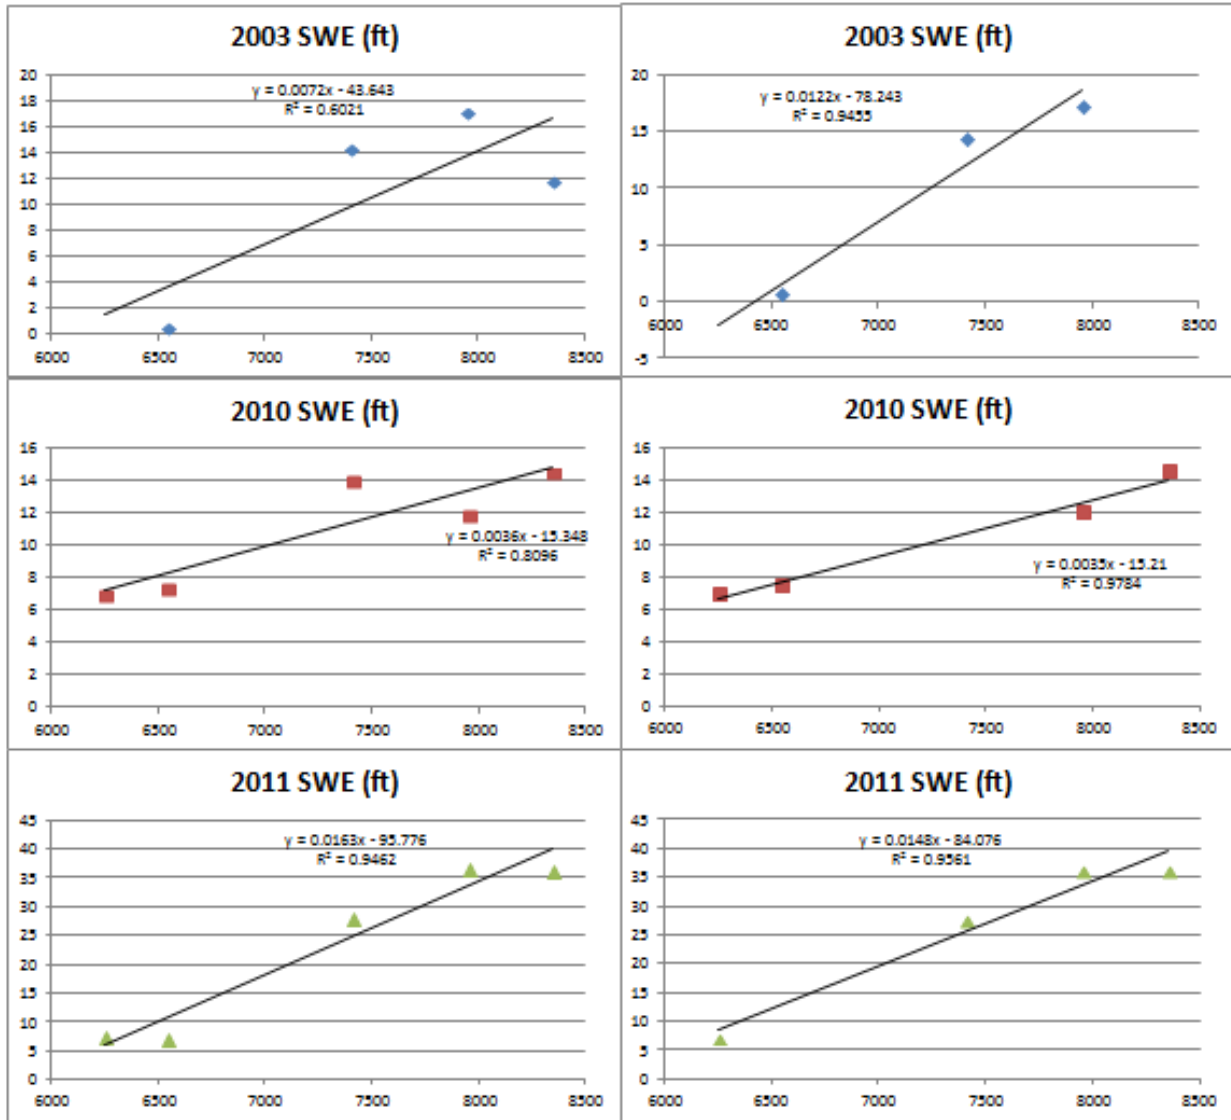 2003 SWE (ft)
y = 0.0072x - 43.643
R² = 0.6021
20
18
16
14
12
10
8
6
4
2
0
6000 6500 7000 7500 8000 8500
2003 SWE (ft)
y = 0.0122x - 78.243
R² = 0.9455
20
15
10
5
0
-5
6000 6500 7000 7500 8000 8500
2010 SWE (ft)
16
14
12
10
8
6
4
2
0
y = 0.0036x - 15.348
R² = 0.8096
6000 6500 7000 7500 8000 8500
2010 SWE (ft)
16
14
12
10
8
6
4
2
0
y = 0.0035x - 15.21
R² = 0.9784
6000 6500 7000 7500 8000 8500
2011 SWE (ft)
y = 0.0163x - 95.776
R² = 0.9462
45
40
35
30
25
20
15
10
5
0
6000 6500 7000 7500 8000 8500
2011 SWE (ft)
y = 0.0148x - 84.076
R² = 0.9561
45
40
35
30
25
20
15
10
5
0
6000 6500 7000 7500 8000 8500